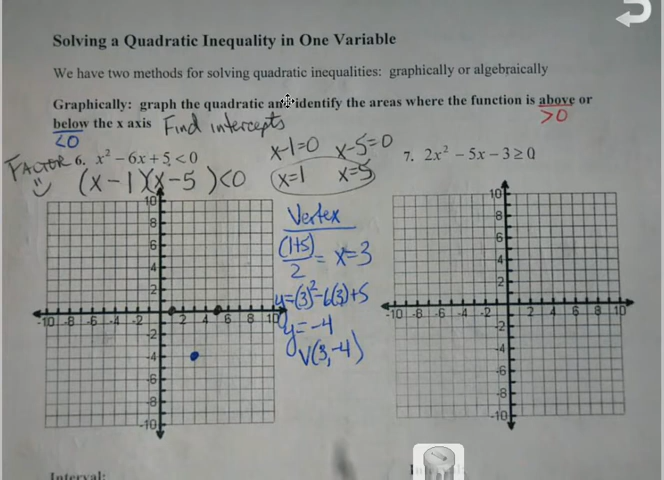 Solving a Quadratic Inequality in One Variable
We have two methods for solving quadratic inequalities: graphically or algebraically
Graphically: graph the quadratic and identify the areas where the function is above or
>0
below the x axis Find intercepts
<0
x-1=0 x-5=0
FACTOR 6. x² - 6x + 5 < 0
7. 2x² - 5x - 3 ≥ 0
(x-1)(x-5)<0
x=1 x=5
Vertex
(1+5)/2 = x=3
y=(3)²-6(3)+5
y=-4
V(3,-4)
10
8
6
4
2
-10 -8 -6 -4 -2 2 4 6 8 10
-2
-4
-6
-8
-10
10
8
6
4
2
-10 -8 -6 -4 -2 2 4 6 8 10
-2
-4
-6
-8
-10
Interval: